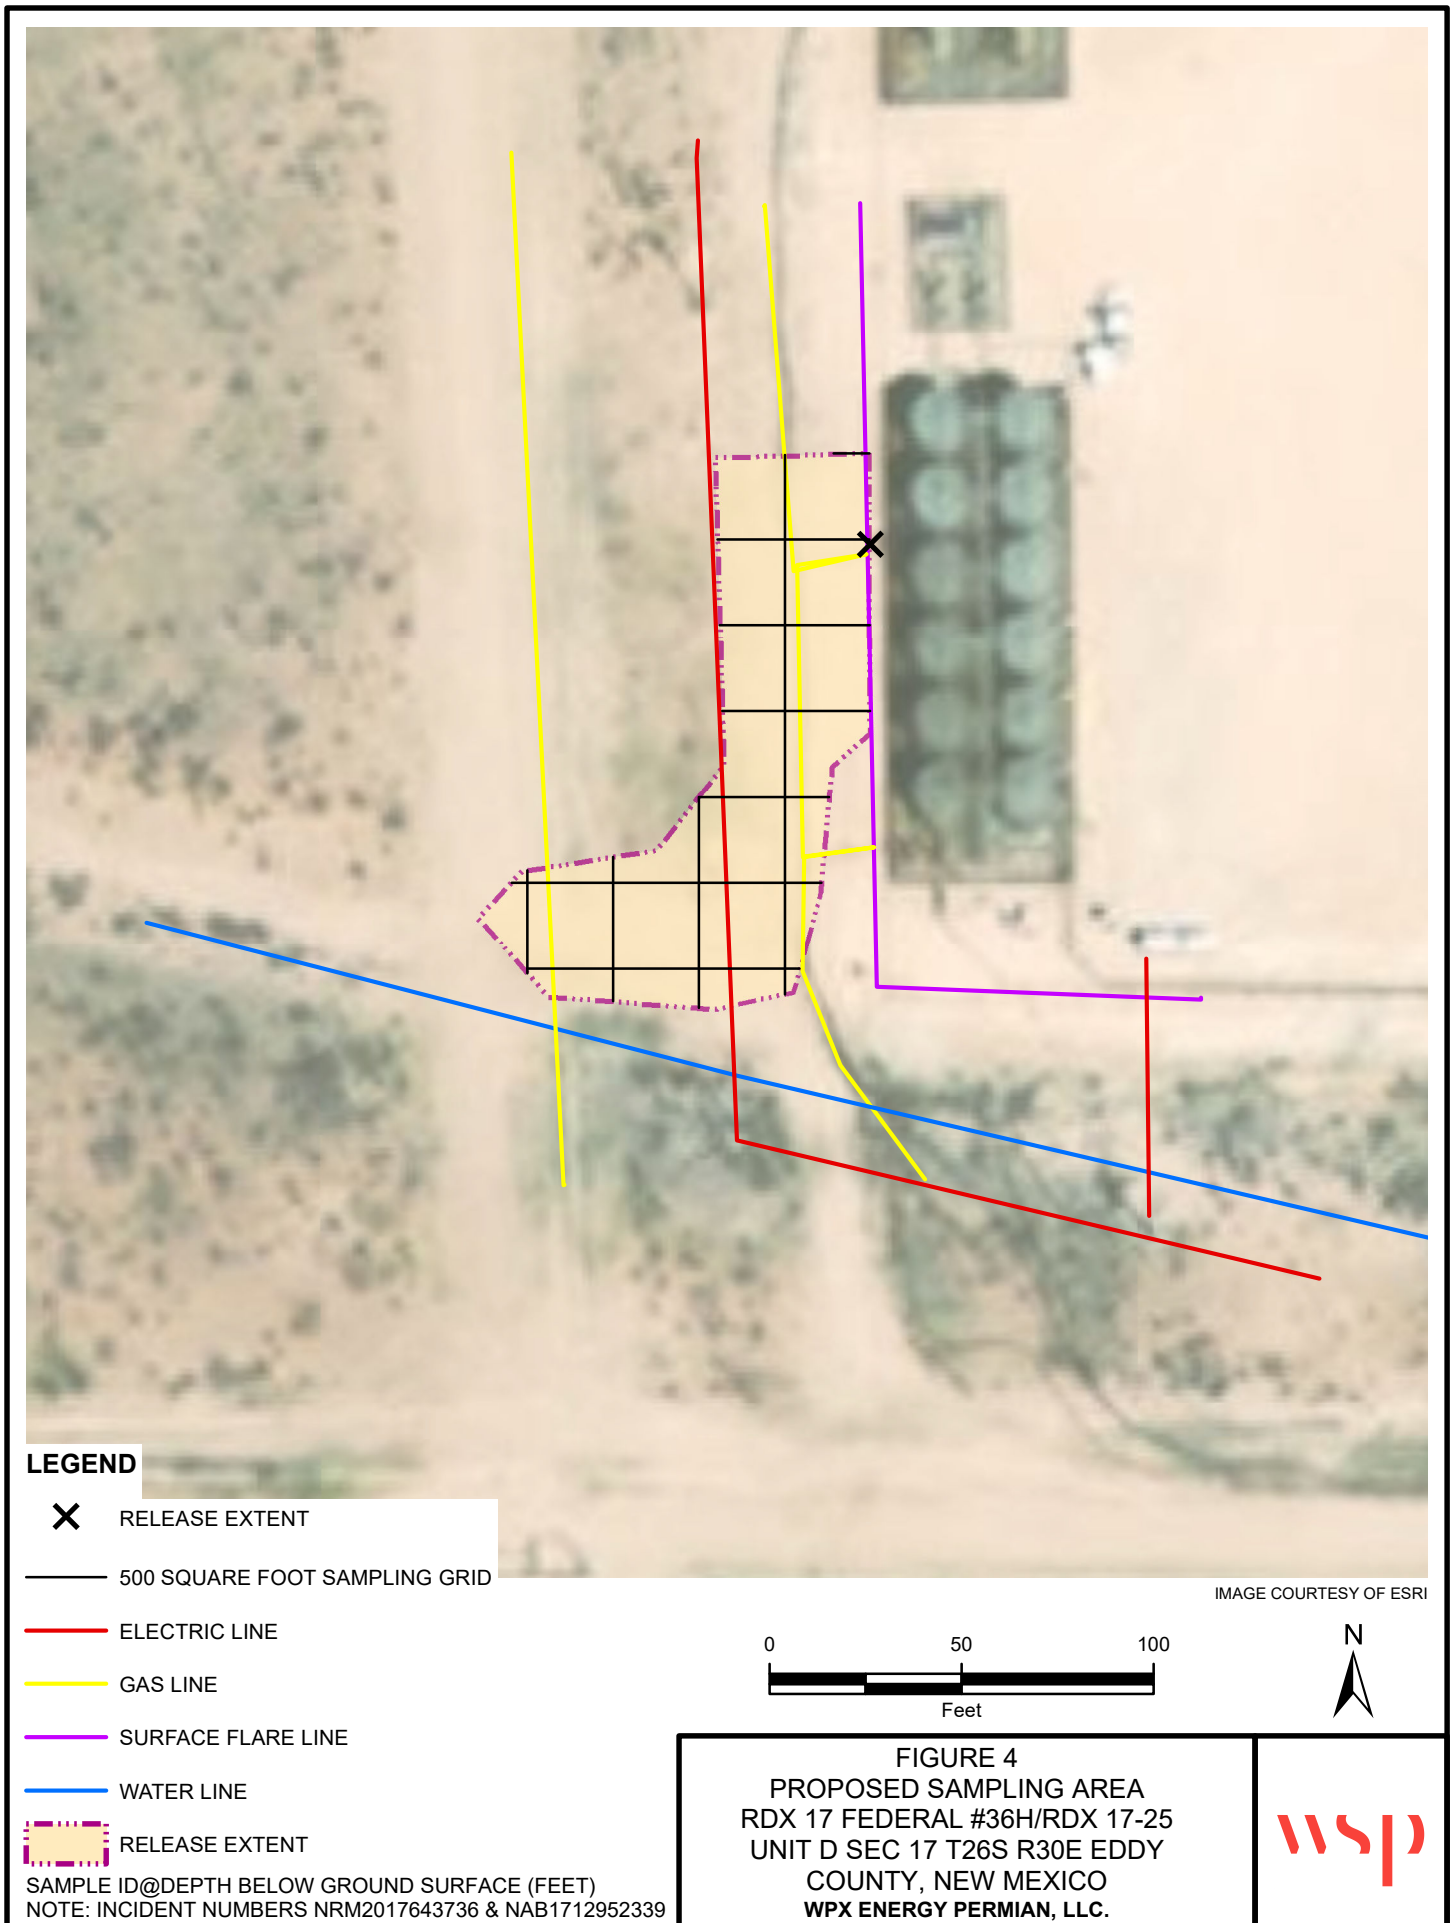 LEGEND
RELEASE EXTENT
500 SQUARE FOOT SAMPLING GRID
ELECTRIC LINE
GAS LINE
SURFACE FLARE LINE
WATER LINE
RELEASE EXTENT
SAMPLE ID@DEPTH BELOW GROUND SURFACE (FEET)
NOTE: INCIDENT NUMBERS NRM2017643736 & NAB1712952339
IMAGE COURTESY OF ESRI
0 50 100
Feet
N
FIGURE 4
PROPOSED SAMPLING AREA
RDX 17 FEDERAL #36H/RDX 17-25
UNIT D SEC 17 T26S R30E EDDY
COUNTY, NEW MEXICO
WPX ENERGY PERMIAN, LLC.
wsp